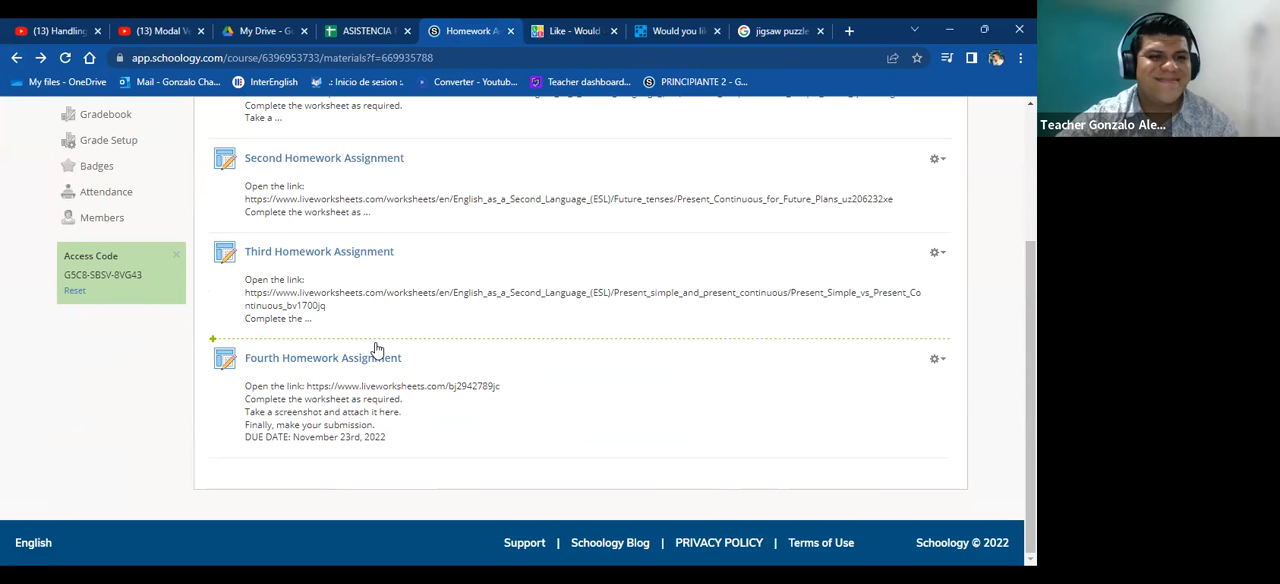 (13) Handling
(13) Modal Ve
My Drive - Go
ASISTENCIA
Homework A
Like - Would
Would you li
jigsaw puzzle
app.schoology.com/course/6396953733/materials?f=669935788
My files - OneDrive
Mail - Gonzalo Cha...
InterEnglish
.: Inicio de sesion :.
Converter - Youtub...
Teacher dashboard...
PRINCIPIANTE 2 - G...
Teacher Gonzalo Ale...
Gradebook
Grade Setup
Badges
Attendance
Members
Access Code
G5C8-SBSV-8VG43
Reset
Complete the worksheet as required.
Take a ...
Second Homework Assignment
Open the link:
https://www.liveworksheets.com/worksheets/en/English_as_a_Second_Language_(ESL)/Future_tenses/Present_Continuous_for_Future_Plans_uz206232xe
Complete the worksheet as ...
Third Homework Assignment
Open the link:
https://www.liveworksheets.com/worksheets/en/English_as_a_Second_Language_(ESL)/Present_simple_and_present_continuous/Present_Simple_vs_Present_Co
ntinuous_bv1700jq
Complete the ...
Fourth Homework Assignment
Open the link: https://www.liveworksheets.com/bj2942789jc
Complete the worksheet as required.
Take a screenshot and attach it here.
Finally, make your submission.
DUE DATE: November 23rd, 2022
English
Support | Schoology Blog | PRIVACY POLICY | Terms of Use
Schoology © 2022